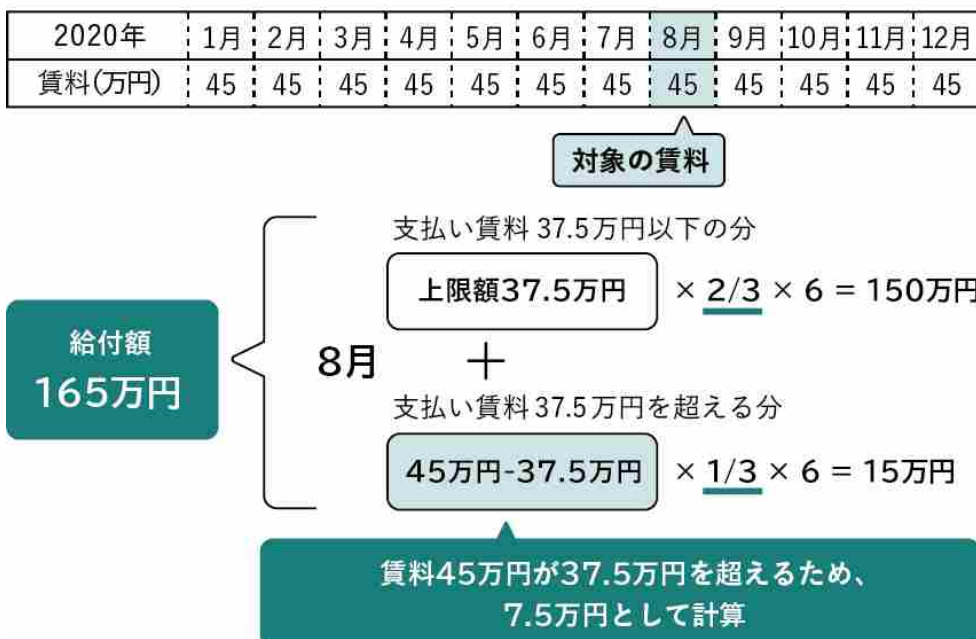 2020年 1月 2月 3月 4月 5月 6月 7月 8月 9月 10月 11月 12月
賃料(万円) 45 45 45 45 45 45 45 45 45 45 45 45
対象の賃料
支払い賃料 37.5万円以下の分
上限額37.5万円 × 2/3 × 6 = 150万円
給付額
165万円
8月 +
支払い賃料 37.5万円を超える分
45万円-37.5万円 × 1/3 × 6 = 15万円
賃料45万円が37.5万円を超えるため、
7.5万円として計算